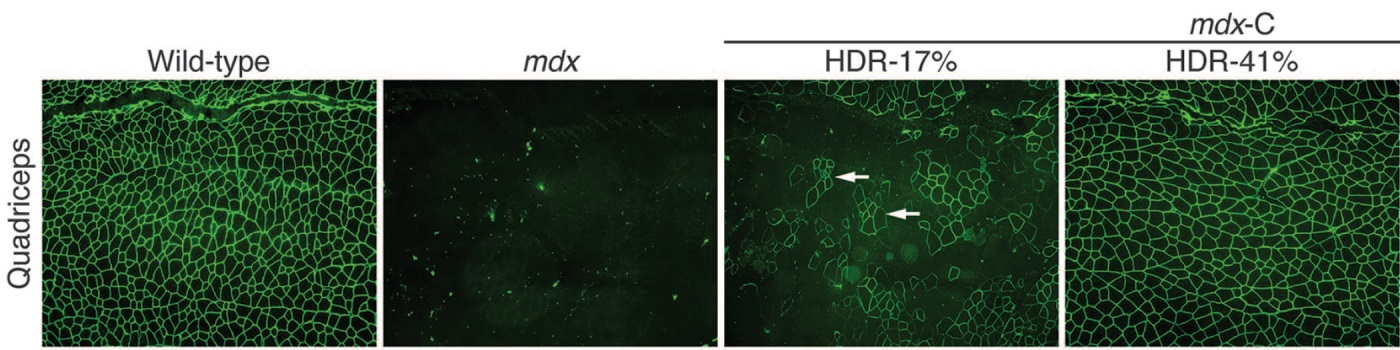 mdx-C
Wild-type
mdx
HDR-17%
HDR-41%
Quadriceps